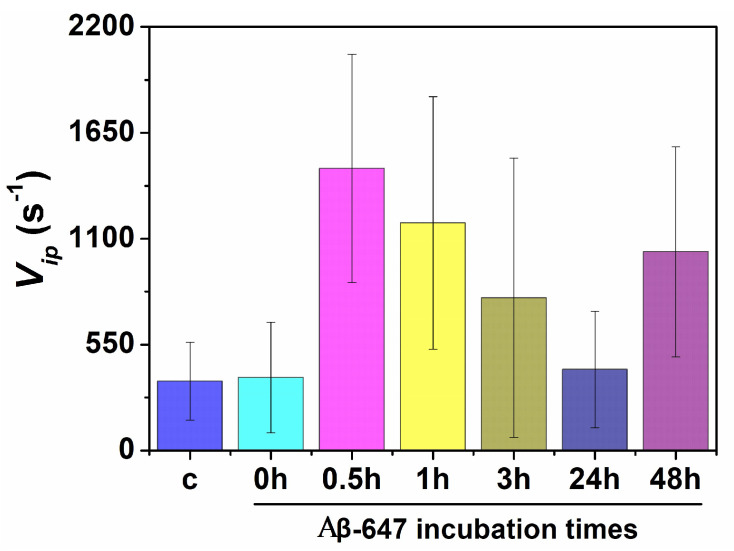 2200
1650
1100
550
0
V_ip (s⁻¹)
c 0h 0.5h 1h 3h 24h 48h
Aβ-647 incubation times